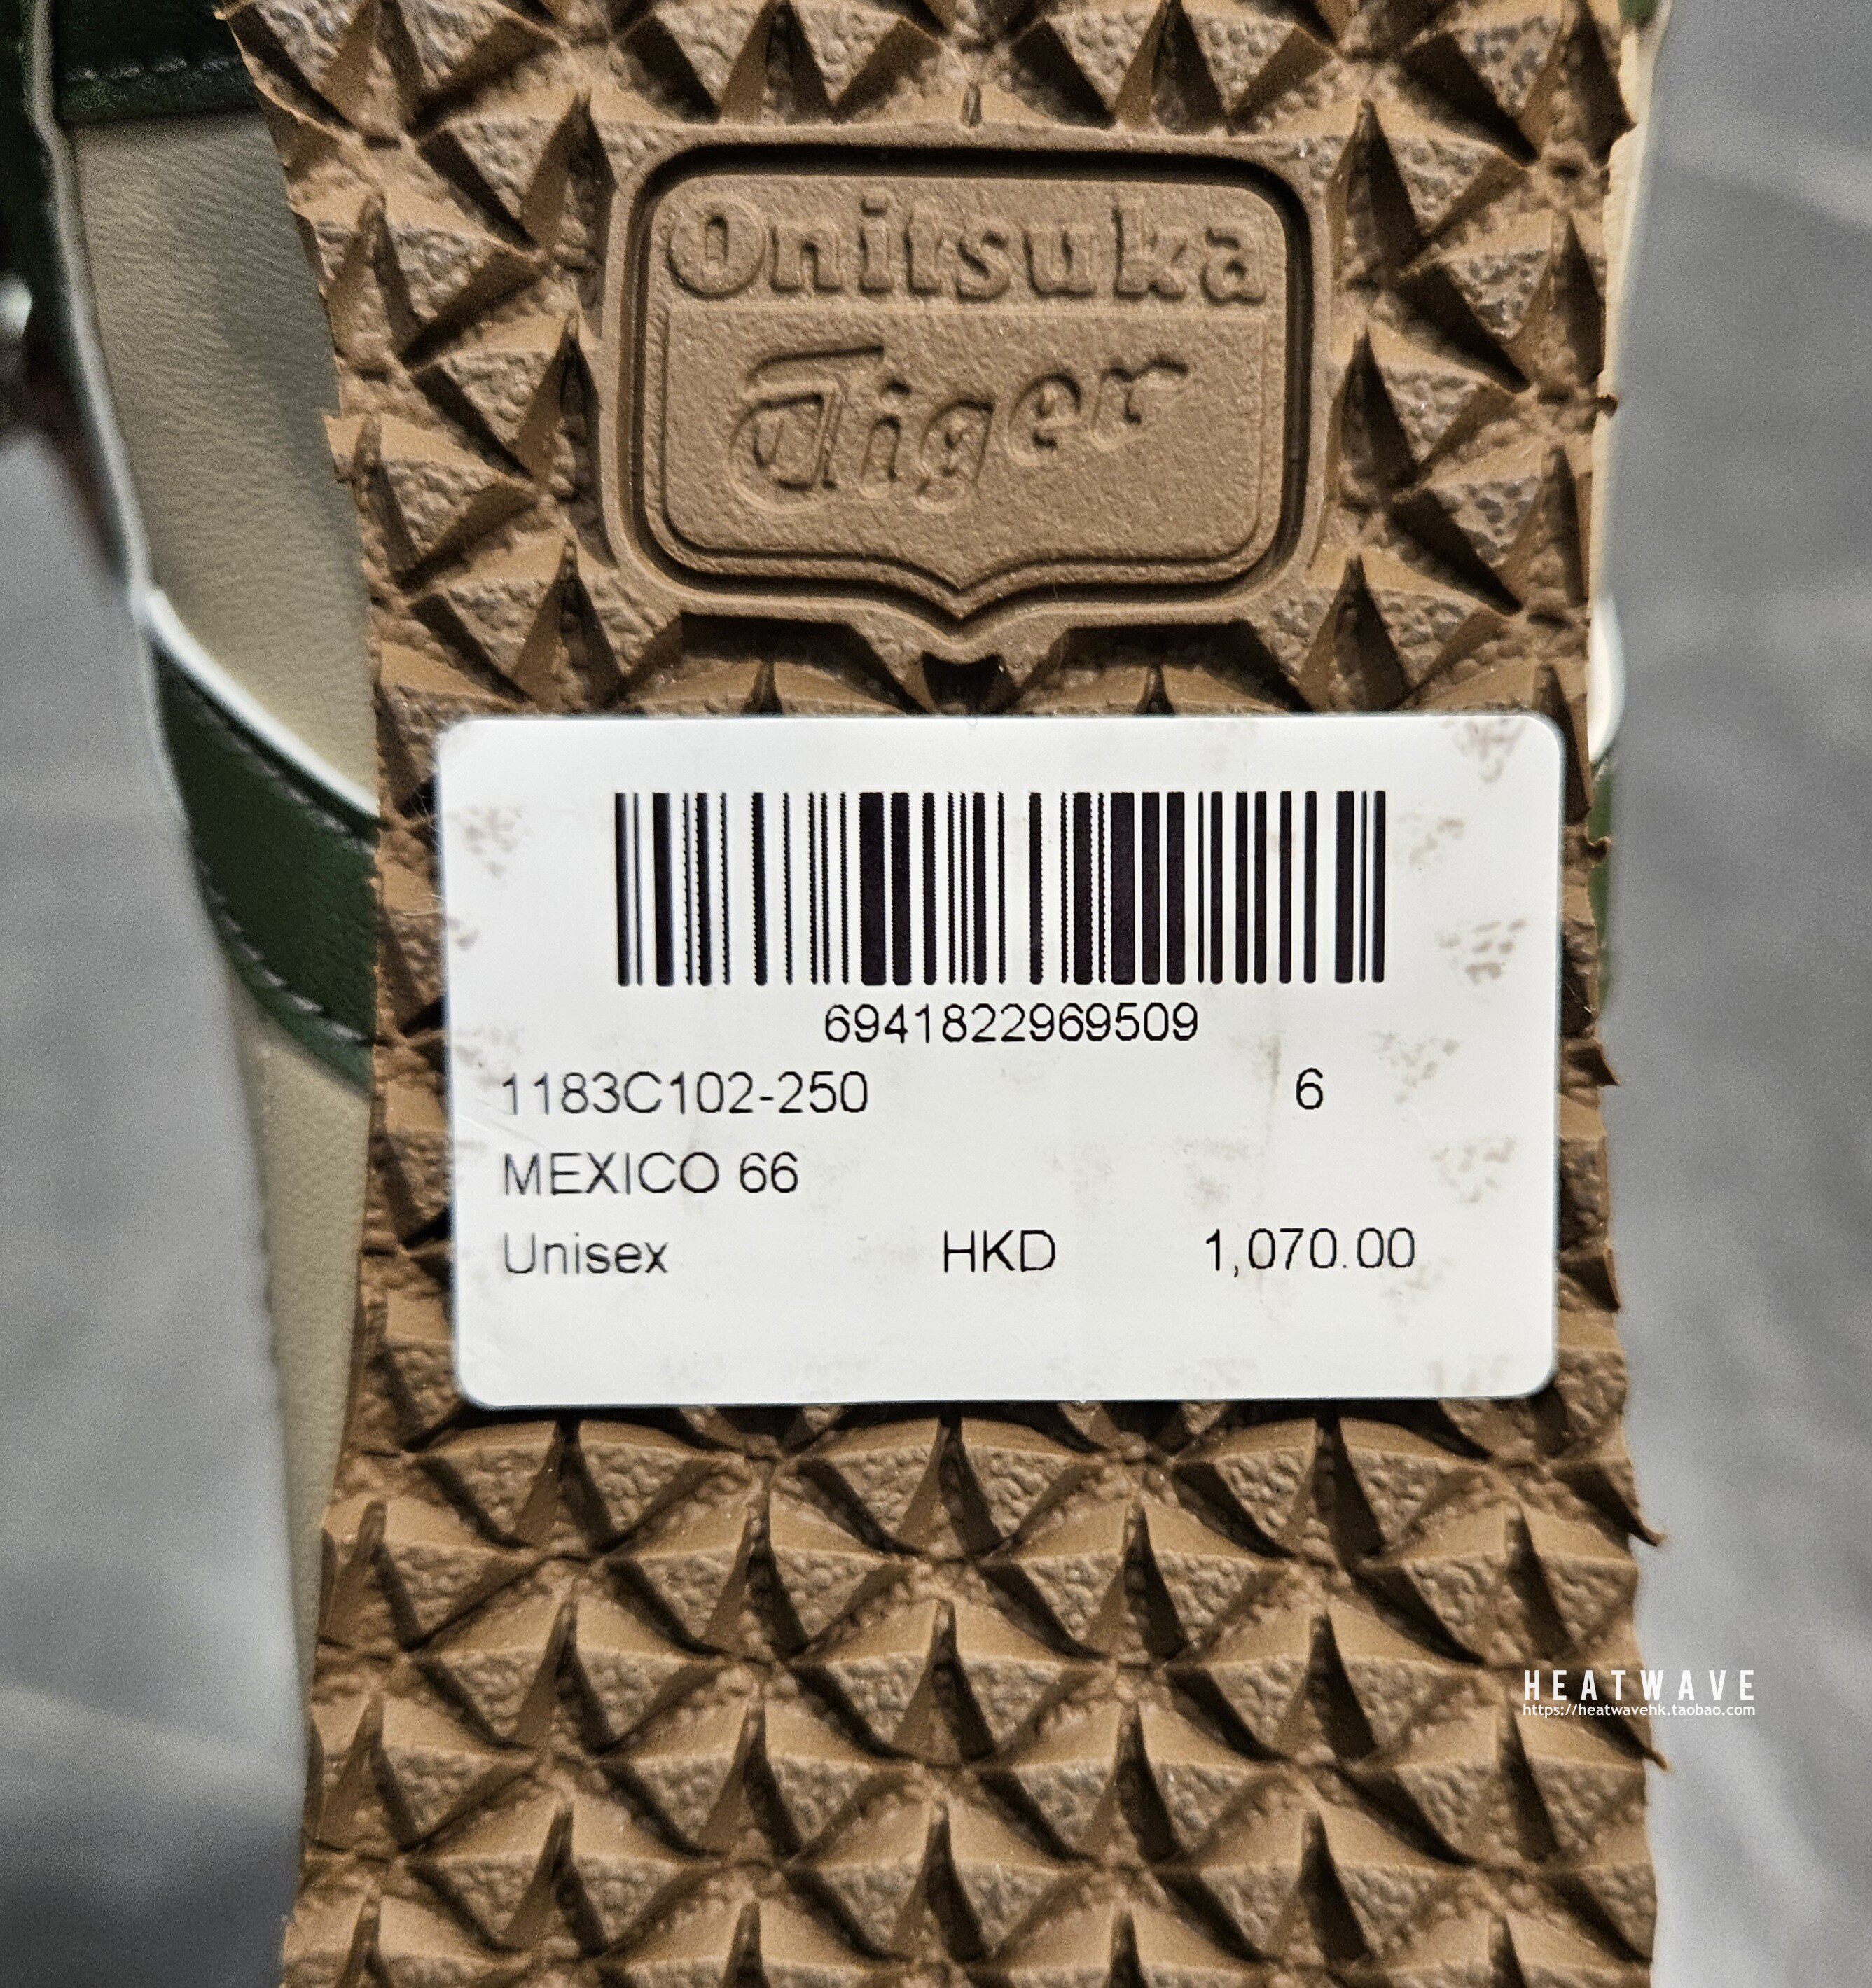 Onitsuka
Tiger
6941822969509
1183C102-250 6
MEXICO 66
Unisex HKD 1,070.00
HEATWAVE
https://heatwavehk.taobao.com